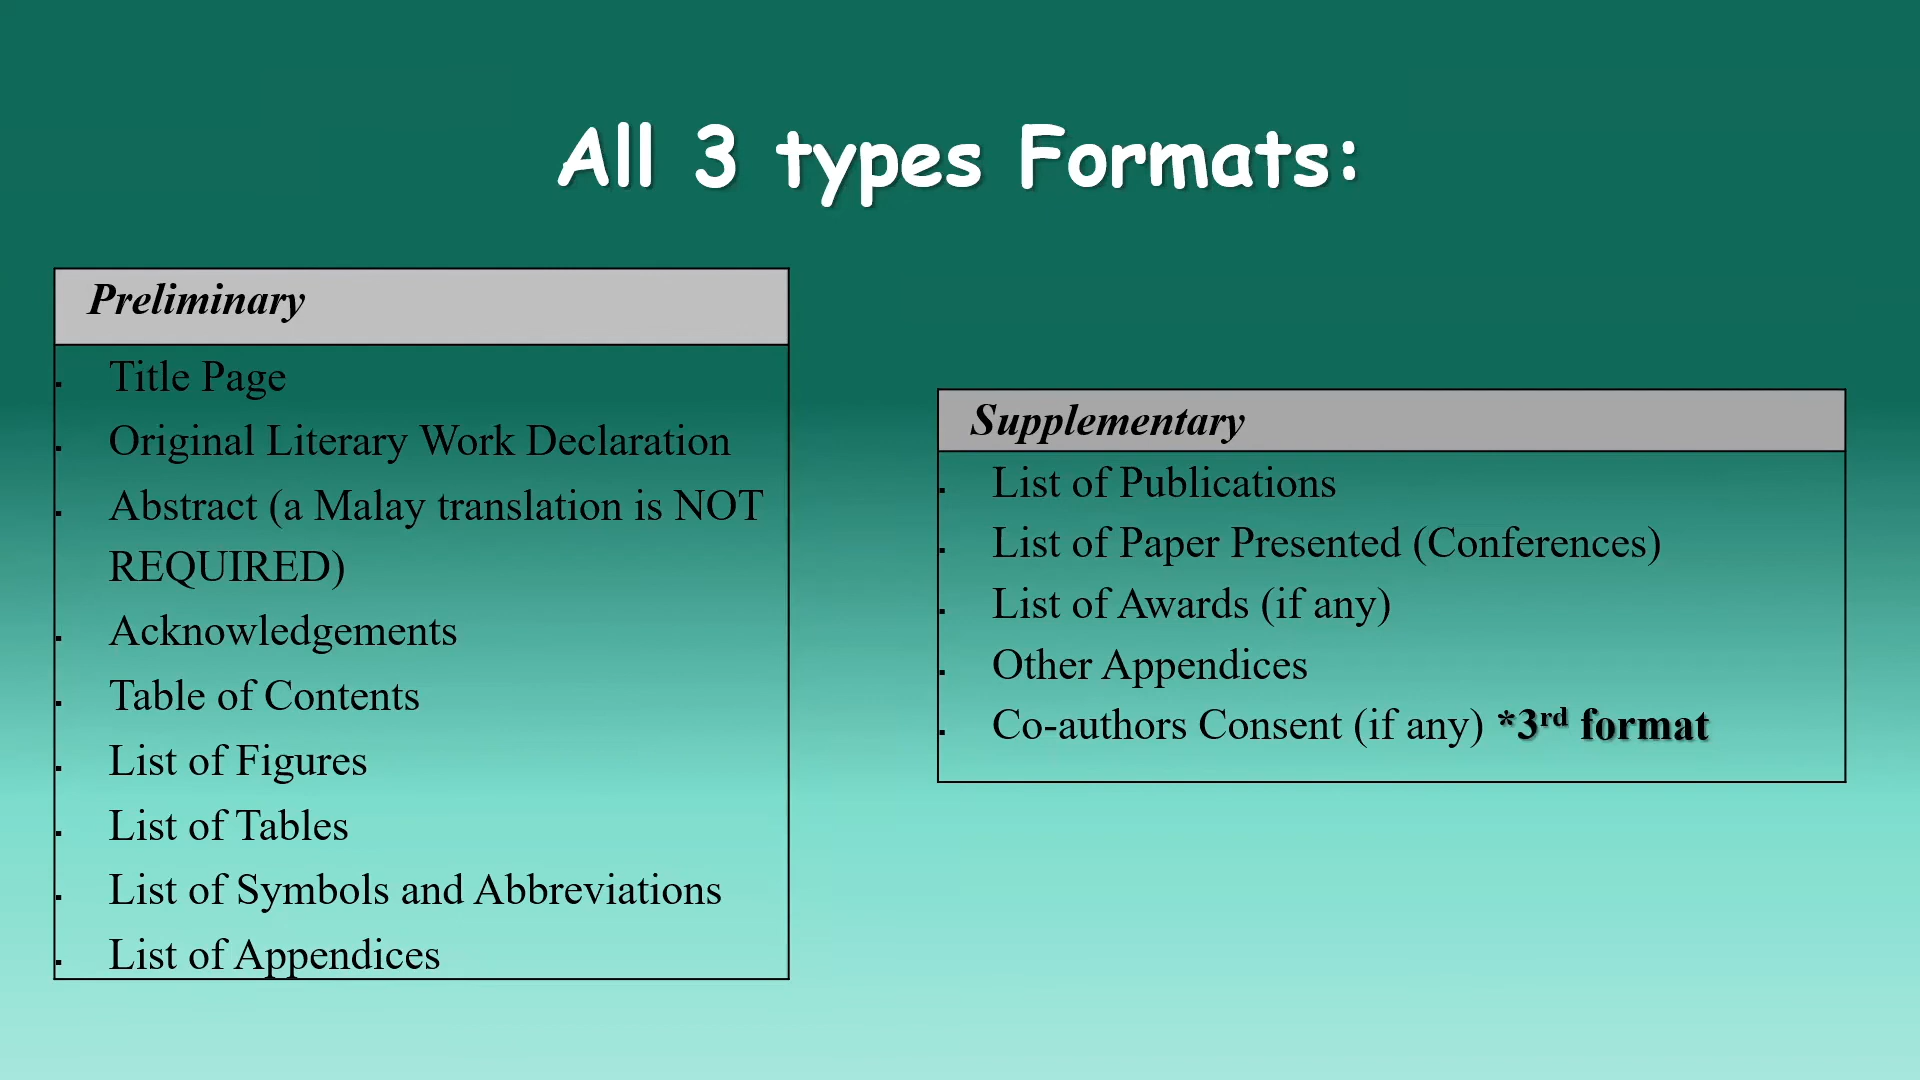 All 3 types Formats:
Preliminary
Title Page
Original Literary Work Declaration
Abstract (a Malay translation is NOT
REQUIRED)
Acknowledgements
Table of Contents
List of Figures
List of Tables
List of Symbols and Abbreviations
List of Appendices
Supplementary
List of Publications
List of Paper Presented (Conferences)
List of Awards (if any)
Other Appendices
Co-authors Consent (if any) *3rd format